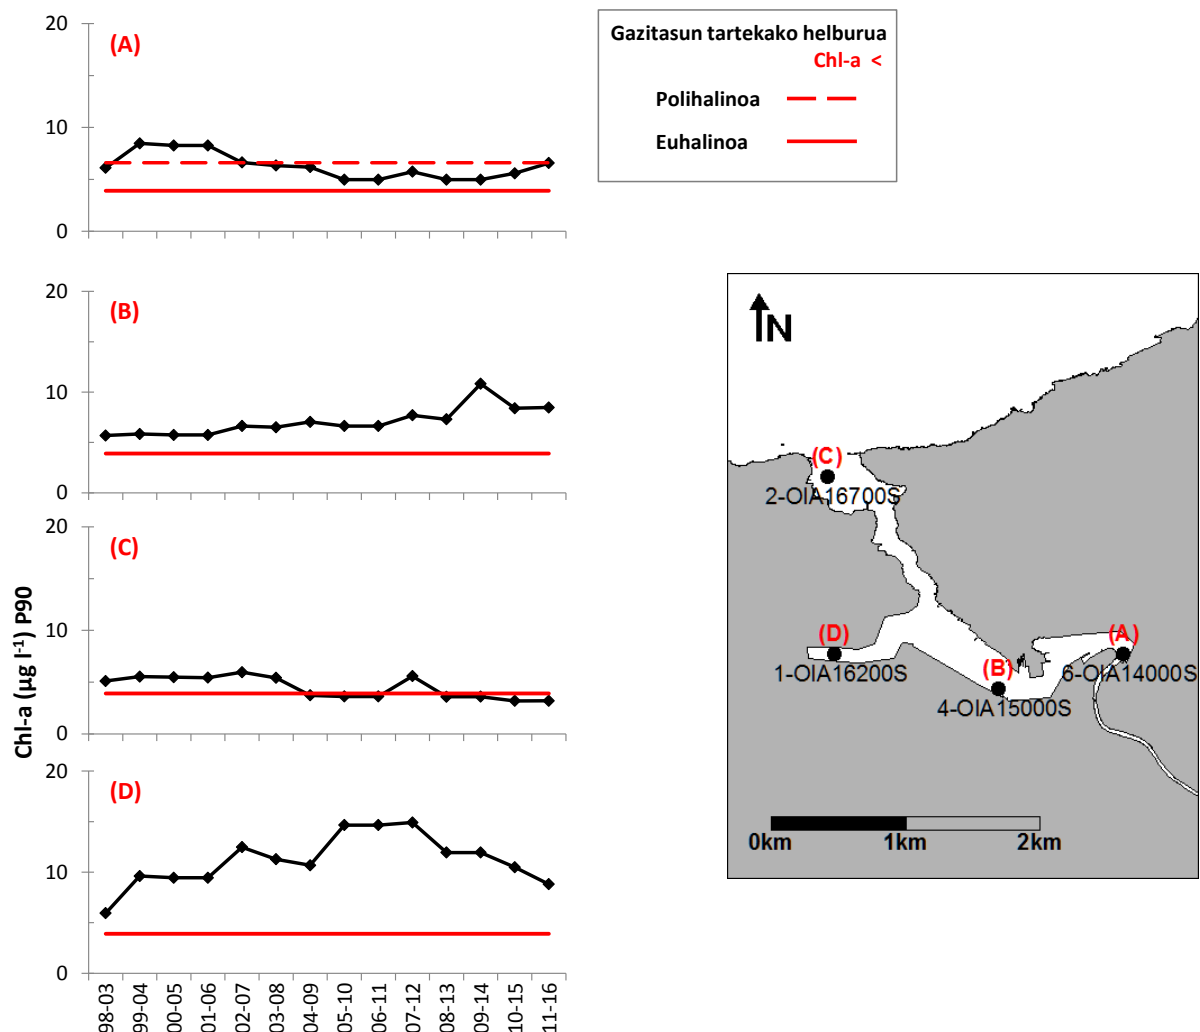 20
(A)
10
0
20
(B)
10
0
20
(C)
10
0
20
(D)
10
0
Chl-a (µg l-1) P90
98-03
99-04
00-05
01-06
02-07
03-08
04-09
05-10
06-11
07-12
08-13
09-14
10-15
11-16
Gazitasun tartekako helburua
Chl-a <
Polihalinoa
Euhalinoa
N
(C)
2-OIA16700S
(D)
1-OIA16200S
(A)
6-OIA14000S
(B)
4-OIA15000S
0km 1km 2km